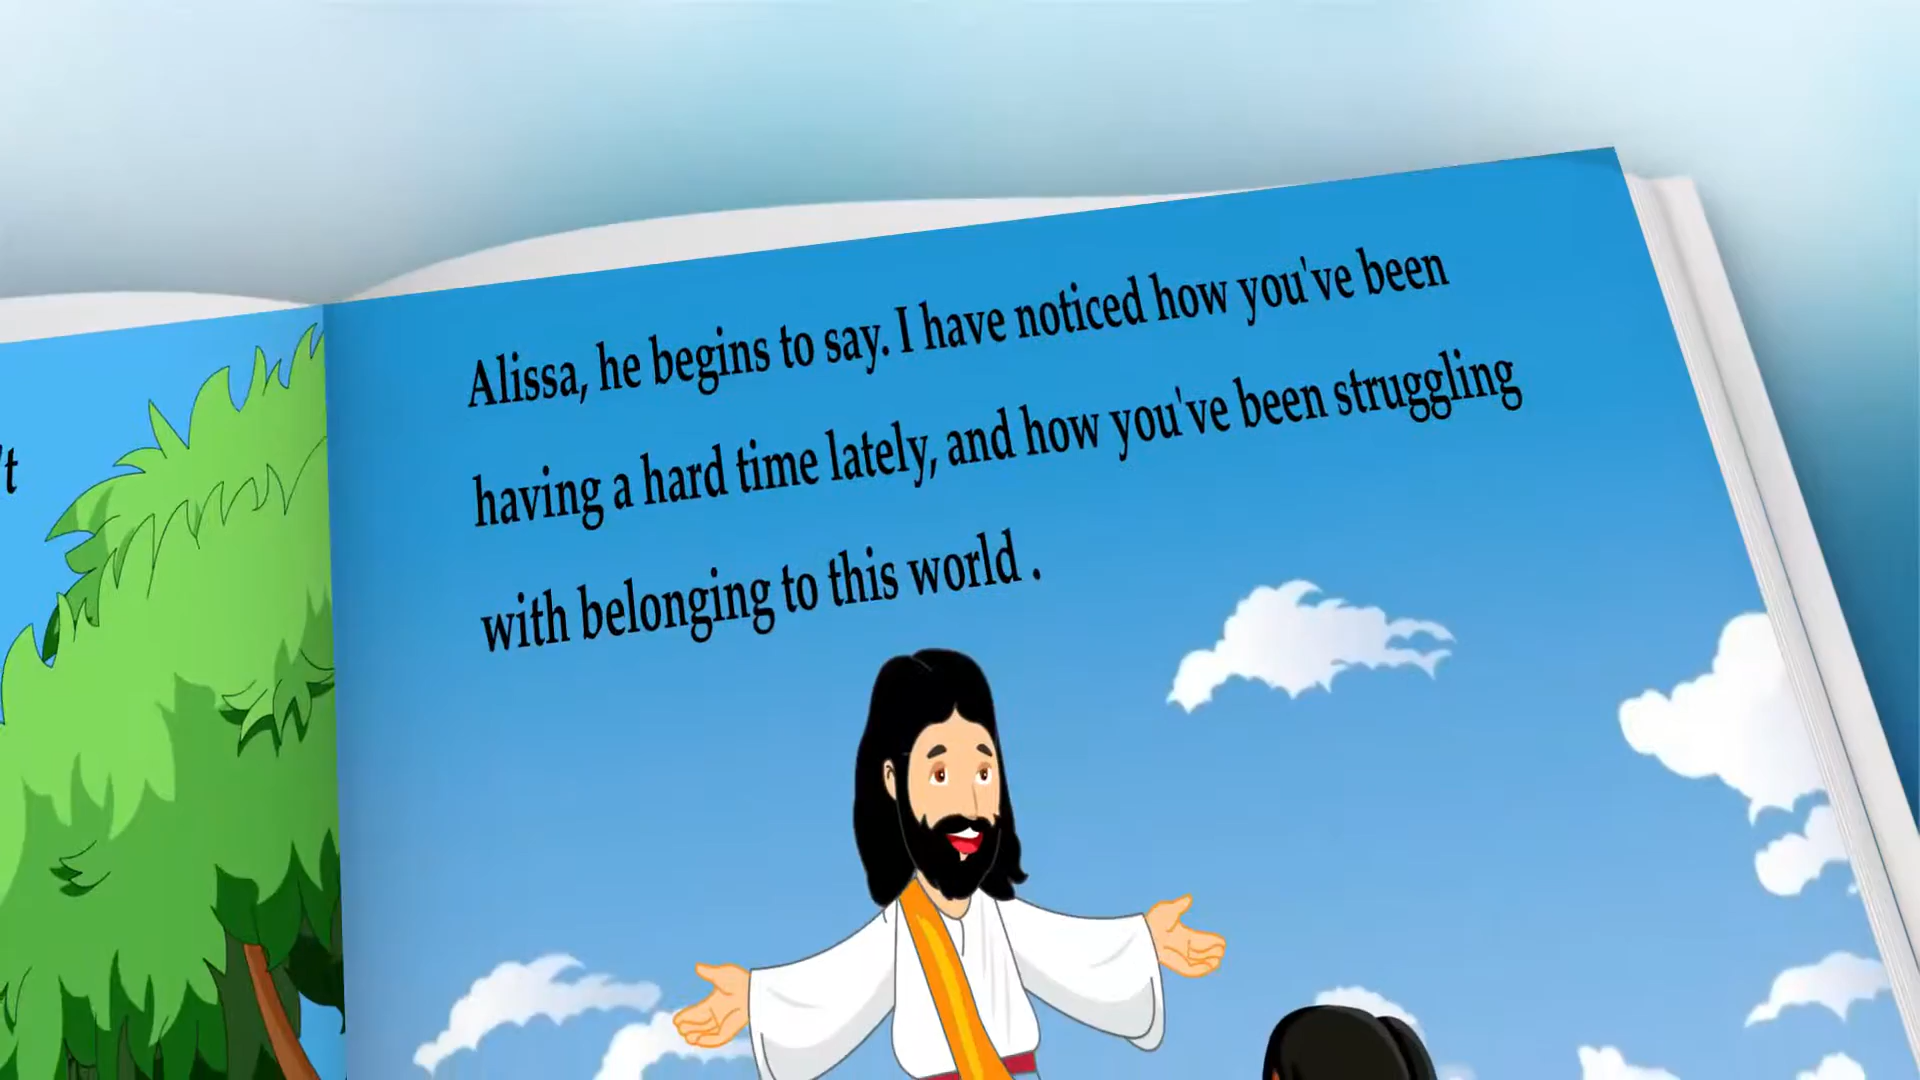 't
Alissa, he begins to say. I have noticed how you've been
having a hard time lately, and how you've been struggling
with belonging to this world .